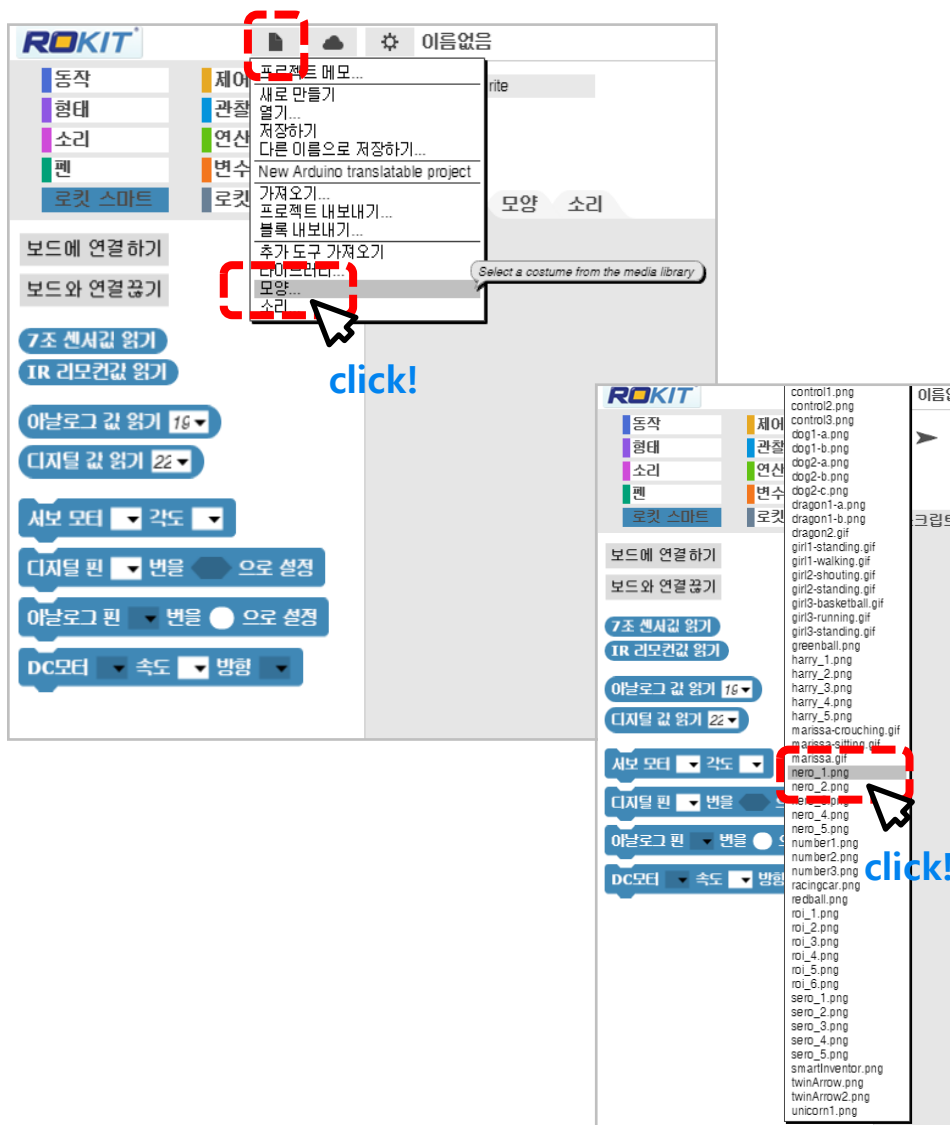 ROKIT
이름없음
동작
형태
소리
펜
로킷 스마트
제어
관찰
연산
변수
로킷
프로젝트 메모...
새로 만들기
열기...
저장하기
다른 이름으로 저장하기...
New Arduino translatable project
가져오기...
프로젝트 내보내기...
블록 내보내기...
추가 도구 가져오기
라이브러리...
모양...
소리
rite
모양 소리
Select a costume from the media library
보드에 연결하기
보드와 연결끊기
7조 센서값 읽기
IR 리모컨값 읽기
아날로그 값 읽기 19
디지털 값 읽기 22
서보 모터 각도
디지털 핀 번을 으로 설정
아날로그 핀 번을 으로 설정
DC모터 속도 방향
click!
ROKIT
동작
형태
소리
펜
로킷 스마트
제어
관찰
연산
변수
로킷
보드에 연결하기
보드와 연결끊기
7조 센서값 읽기
IR 리모컨값 읽기
아날로그 값 읽기 19
디지털 값 읽기 22
서보 모터 각도
디지털 핀 번을
아날로그 핀 번을
DC모터 속도 방향
control1.png
control2.png
control3.png
dog1-a.png
dog1-b.png
dog2-a.png
dog2-b.png
dog2-c.png
dragon1-a.png
dragon1-b.png
dragon2.gif
girl1-standing.gif
girl1-walking.gif
girl2-shouting.gif
girl2-standing.gif
girl3-basketball.gif
girl3-running.gif
girl3-standing.gif
greenball.png
harry_1.png
harry_2.png
harry_3.png
harry_4.png
harry_5.png
marissa-crouching.gif
marissa-sitting.gif
marissa.gif
nero_1.png
nero_2.png
nero_3.png
nero_4.png
nero_5.png
number1.png
number2.png
number3.png
racingcar.png
redball.png
roi_1.png
roi_2.png
roi_3.png
roi_4.png
roi_5.png
roi_6.png
sero_1.png
sero_2.png
sero_3.png
sero_4.png
sero_5.png
smartInventor.png
twinArrow.png
twinArrow2.png
unicorn1.png
이름
크립트
click!